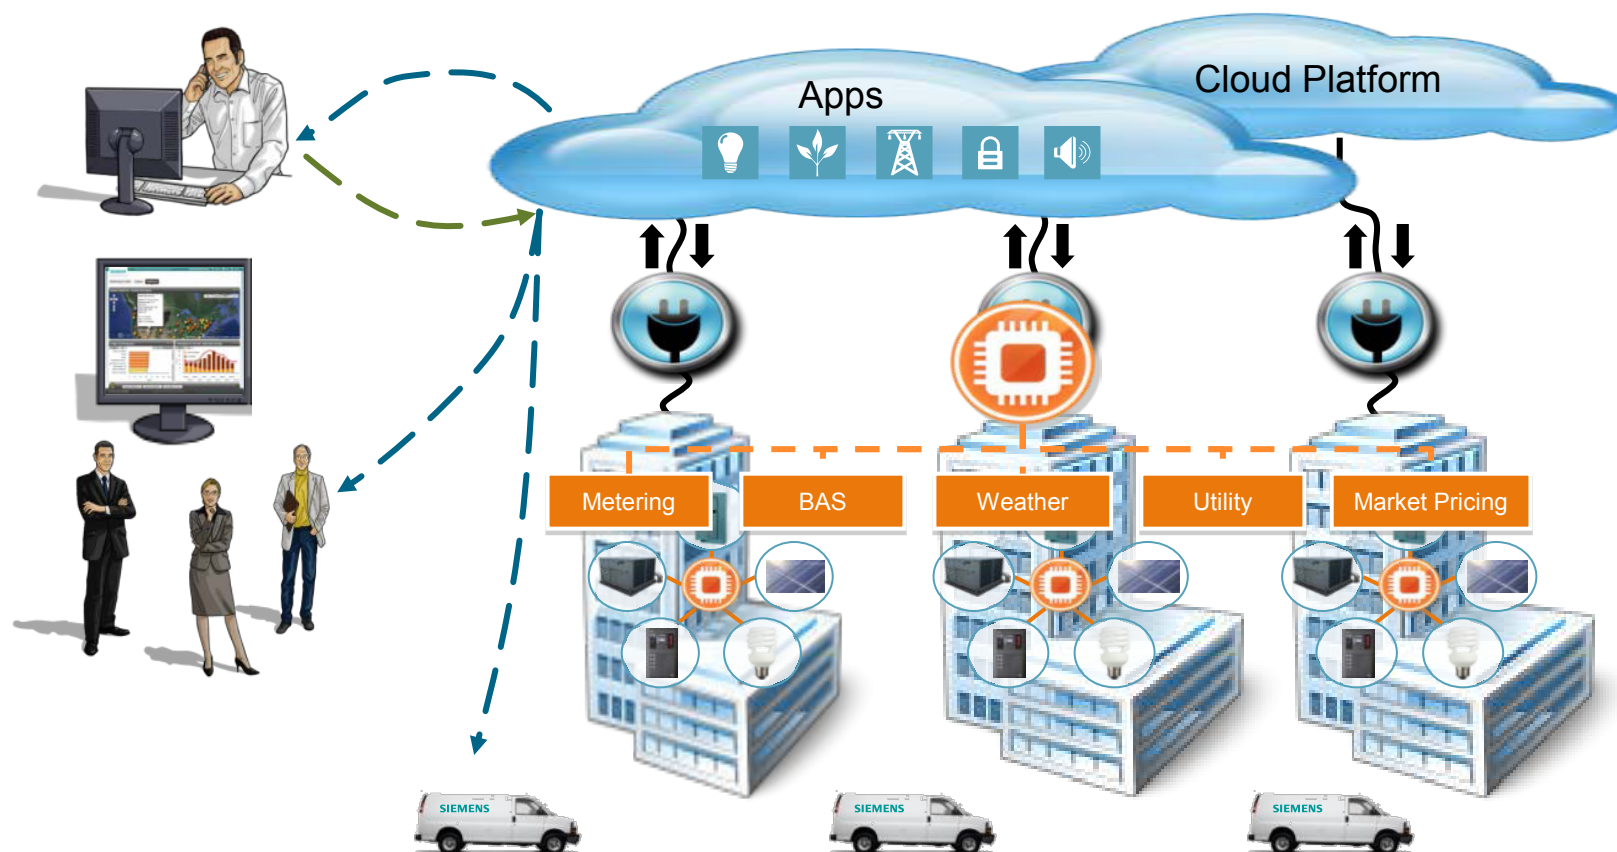 Apps
Cloud Platform
Metering
BAS
Weather
Utility
Market Pricing
SIEMENS
SIEMENS
SIEMENS